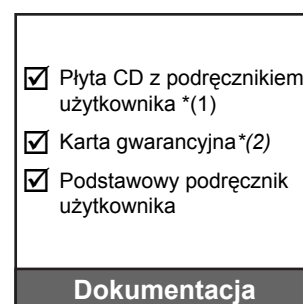 Płyta CD z podręcznikiem
użytkownika *(1)
Karta gwarancyjna*(2)
Podstawowy podręcznik
użytkownika
Dokumentacja